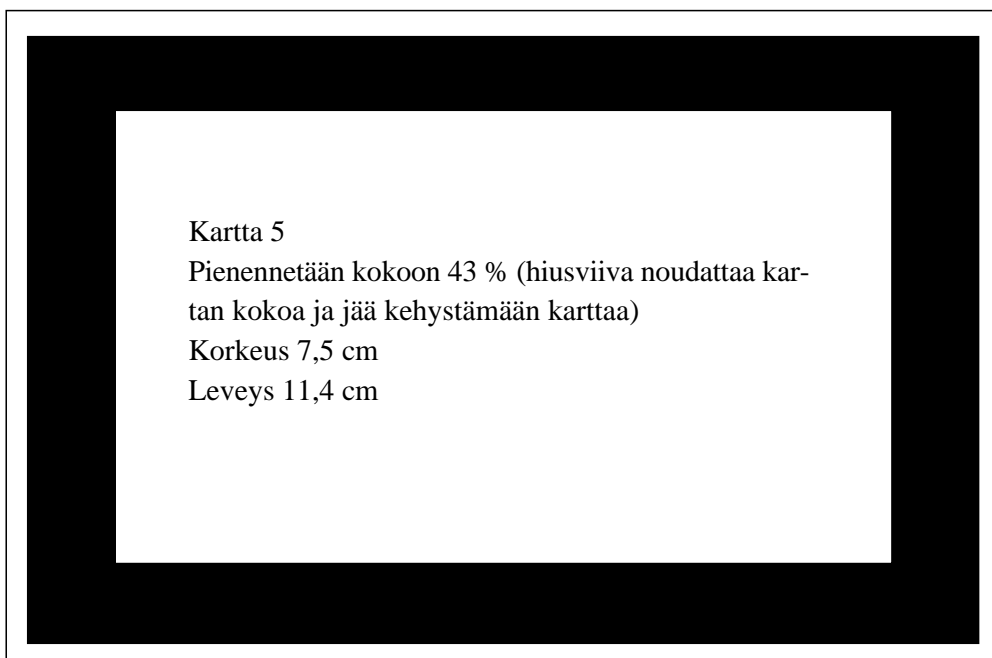 Kartta 5
Pienennetään kokoon 43 % (hiusviiva noudattaa kar-
tan kokoa ja jää kehystämään karttaa)
Korkeus 7,5 cm
Leveys 11,4 cm